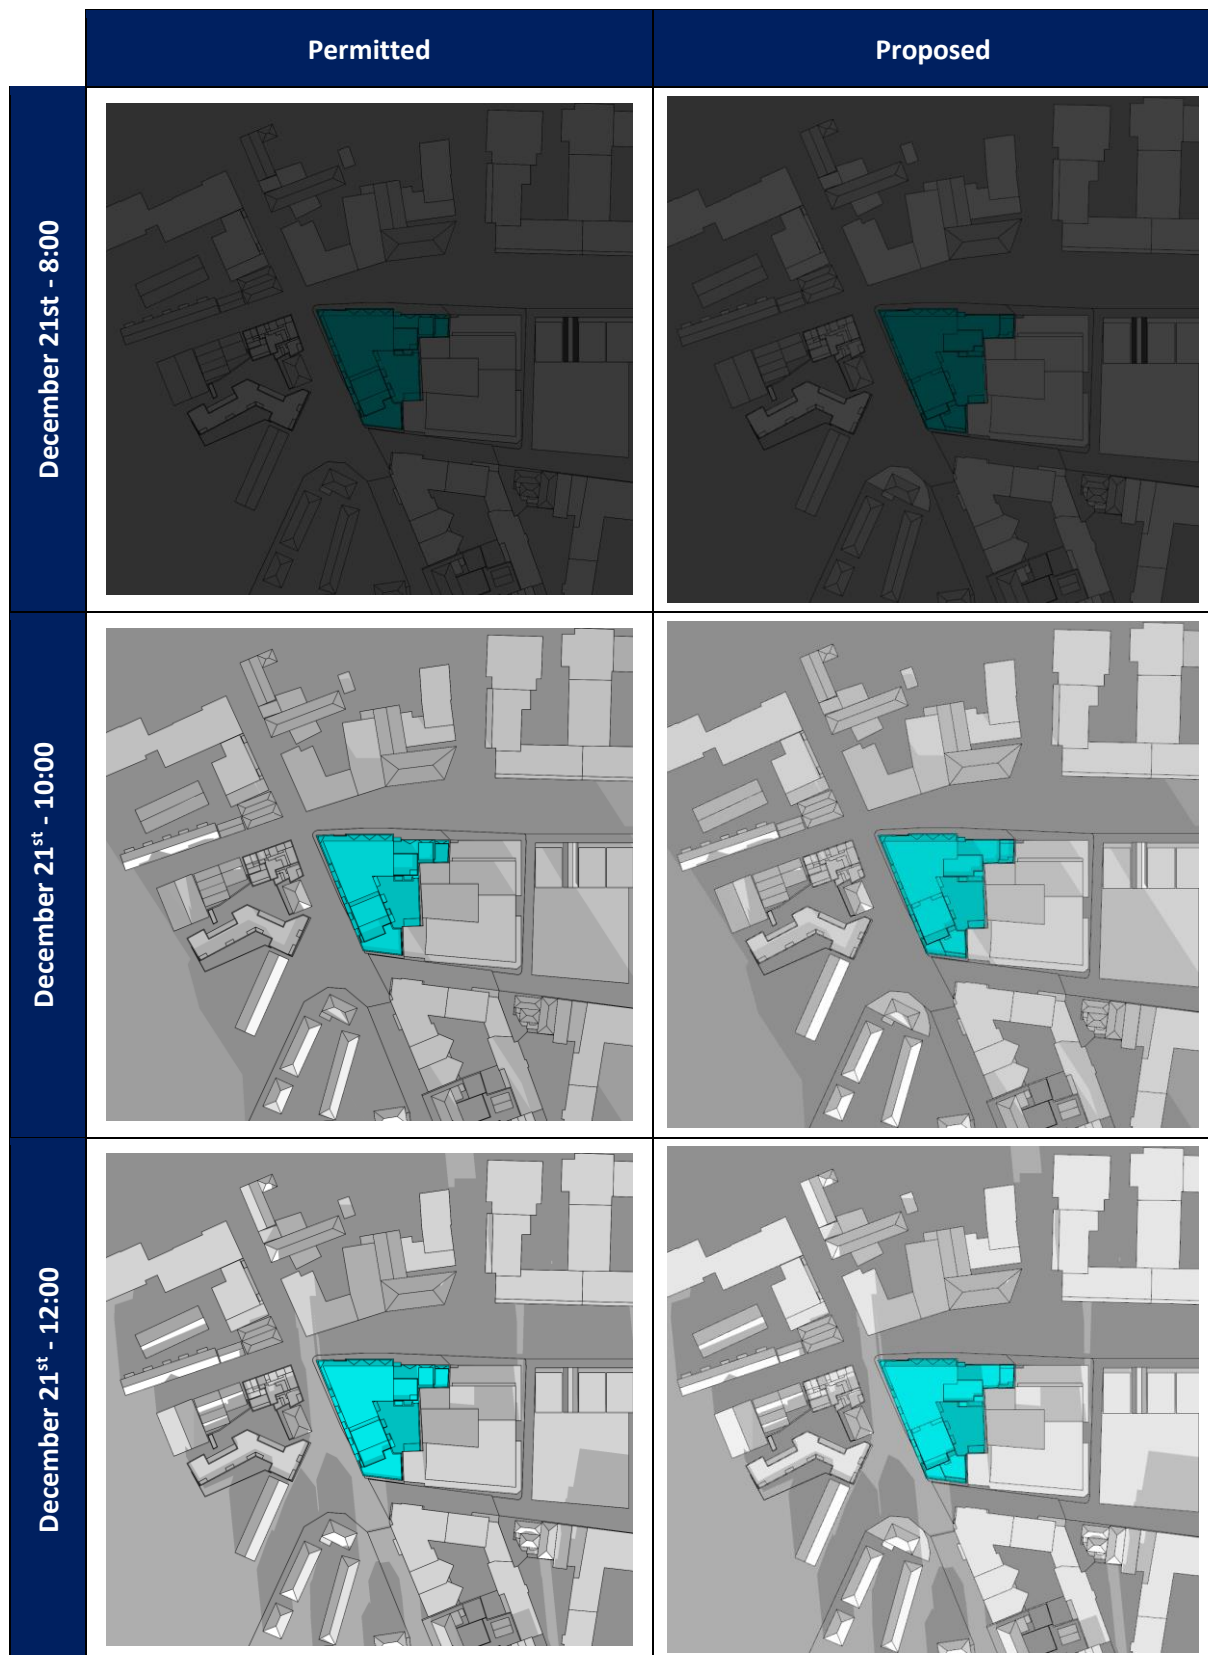 Permitted
Proposed
December 21st - 8:00
December 21st - 10:00
December 21st - 12:00